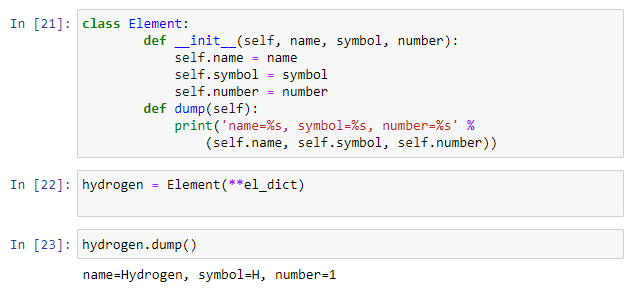 In [21]: class Element:
        def __init__(self, name, symbol, number):
            self.name = name
            self.symbol = symbol
            self.number = number
        def dump(self):
            print('name=%s, symbol=%s, number=%s' %
                (self.name, self.symbol, self.number))
In [22]: hydrogen = Element(**el_dict)
In [23]: hydrogen.dump()
name=Hydrogen, symbol=H, number=1